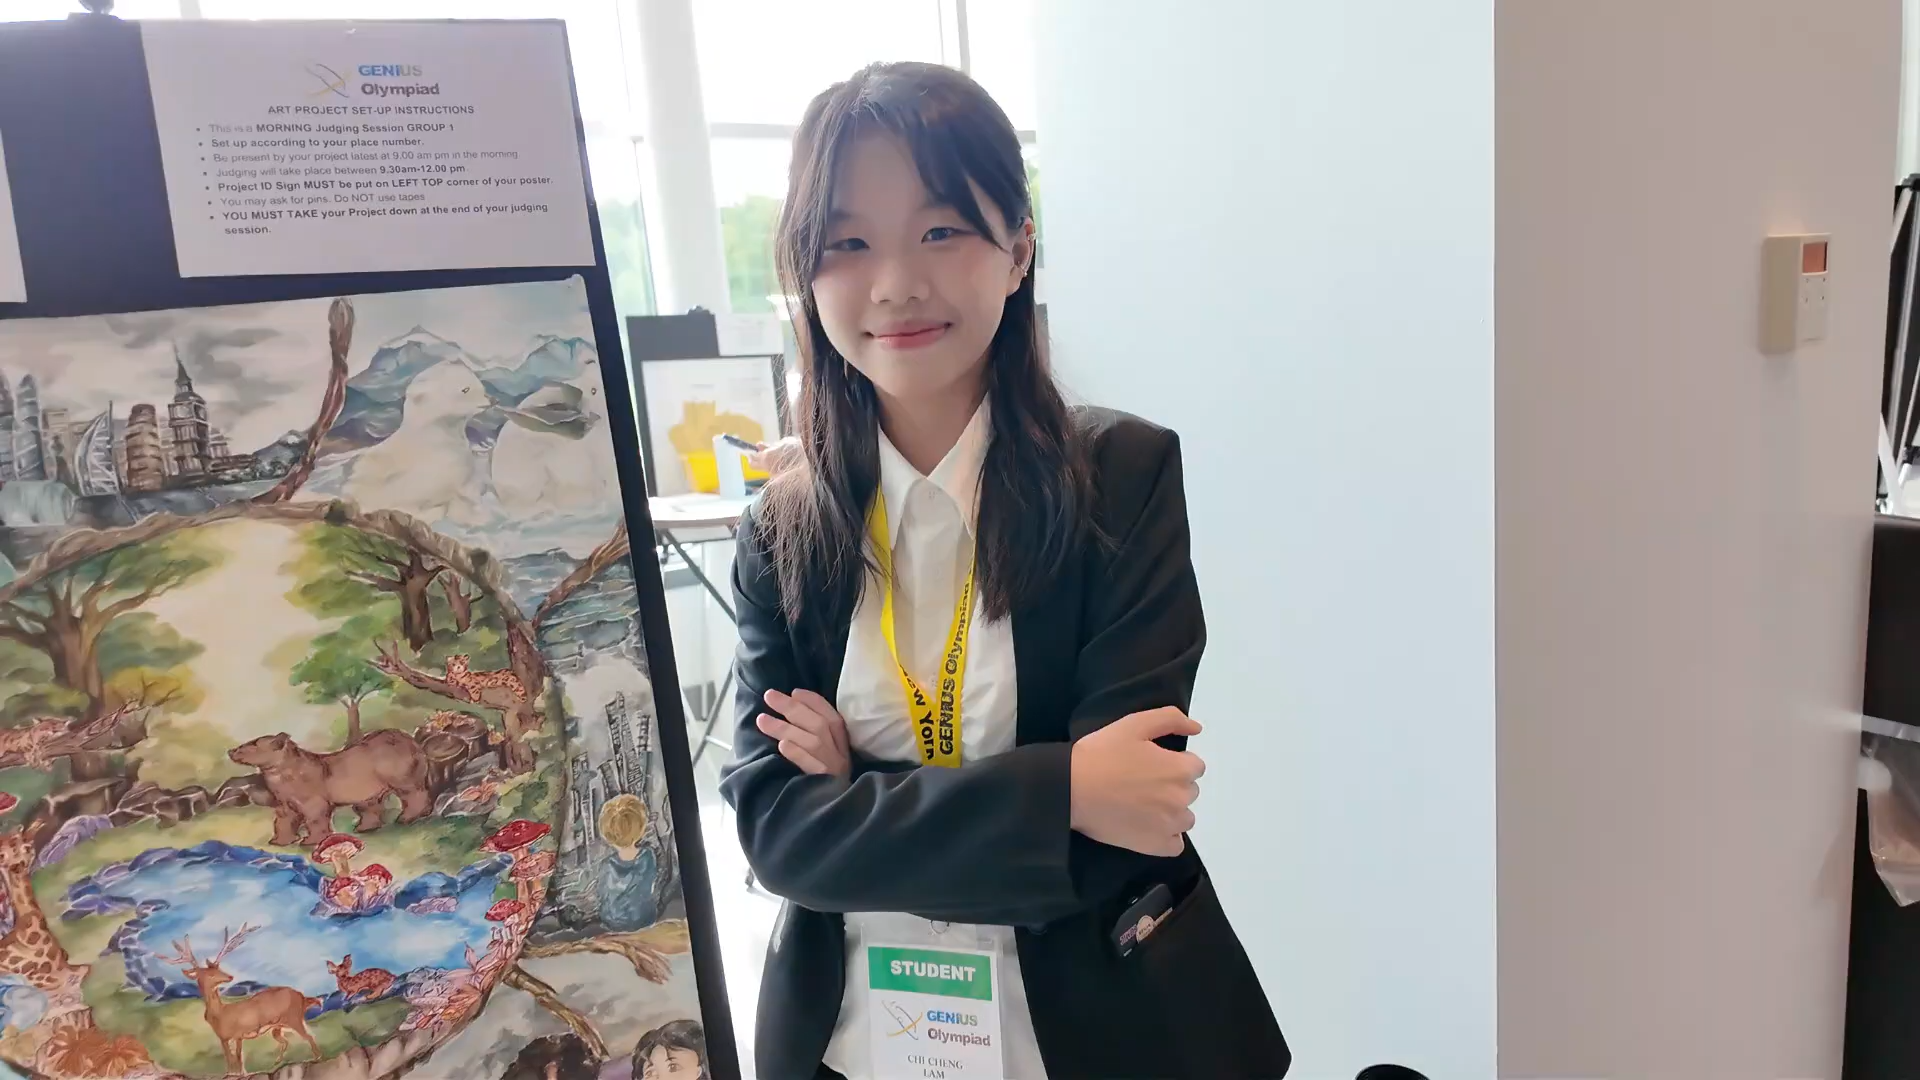 GENIUS
Olympiad
ART PROJECT SET-UP INSTRUCTIONS
• This is a MORNING Judging Session GROUP 1
• Set up according to your place number.
• Be present by your project latest at 9.00 am pm in the morning.
• Judging will take place between 9.30am-12.00 pm
• Project ID Sign MUST be put on LEFT TOP corner of your poster.
• You may ask for pins. Do NOT use tapes
• YOU MUST TAKE your Project down at the end of your judging
session.
GENIUS Olympiad
New York
STUDENT
GENIUS
Olympiad
CHI CHENG
LAM